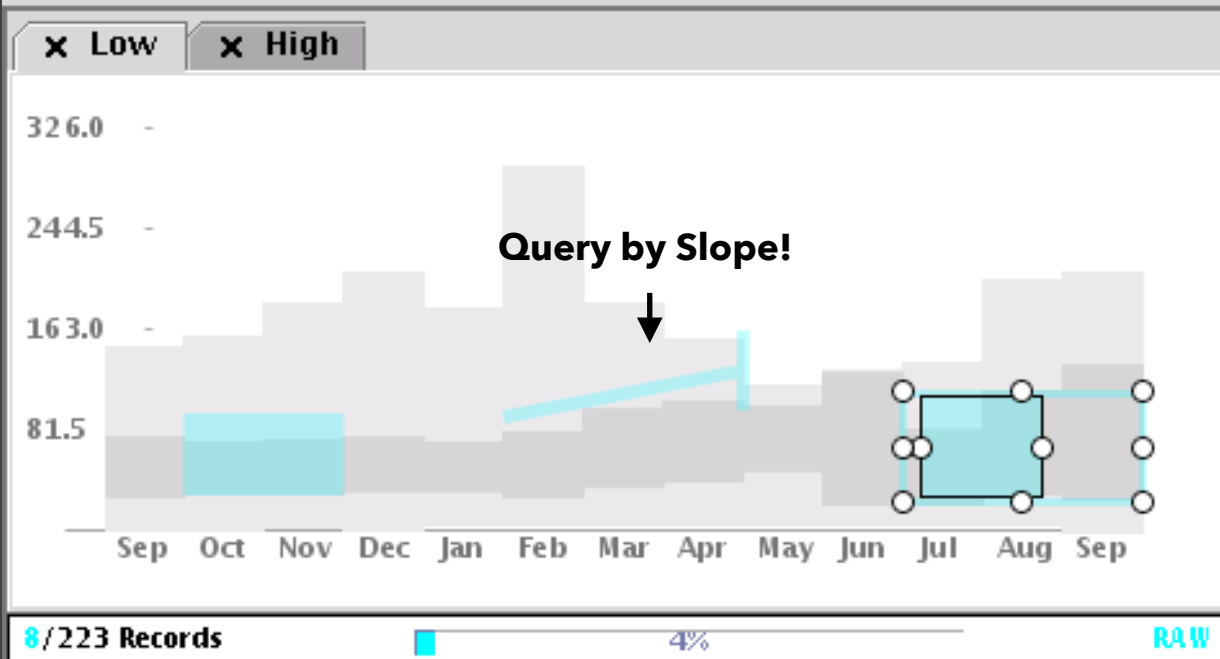 x Low x High
326.0 -
244.5 -
Query by Slope!
163.0 -
81.5
Sep Oct Nov Dec Jan Feb Mar Apr May Jun Jul Aug Sep
8/223 Records 4% RAW